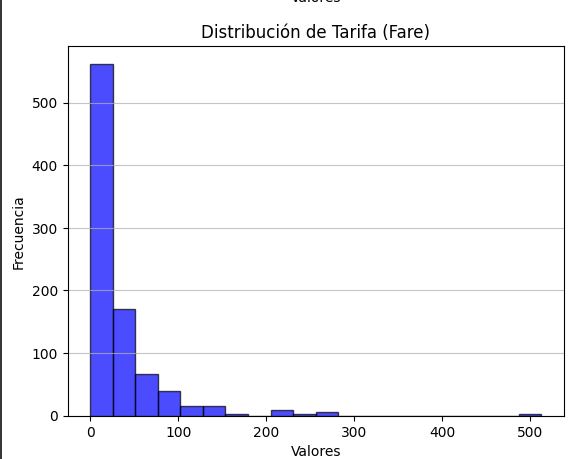 Valores
Distribución de Tarifa (Fare)
Frecuencia
500
400
300
200
100
0
0 100 200 300 400 500
Valores